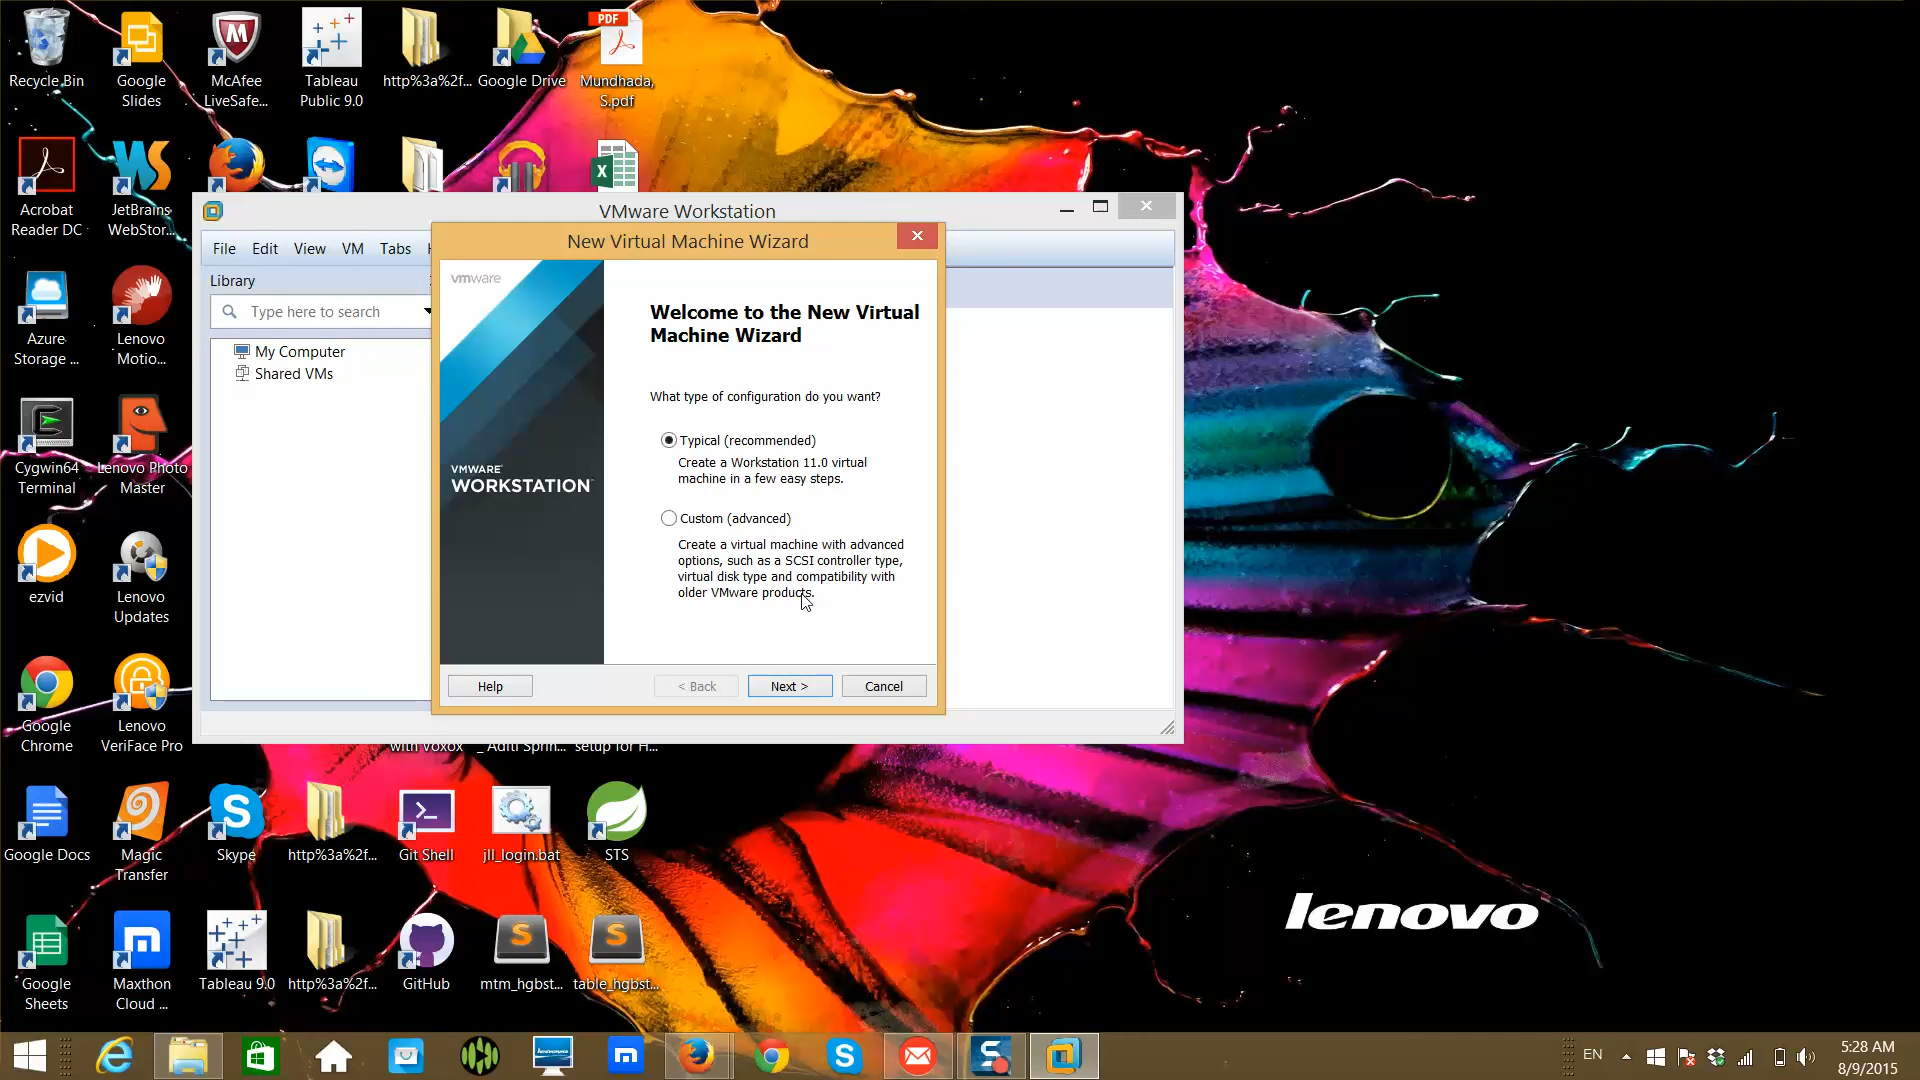 Recycle Bin
Google
Slides
McAfee
LiveSafe...
Tableau
Public 9.0
http%3a%2f...
Google Drive
PDF
Mundhada,
S.pdf
Acrobat
Reader DC
WS
JetBrains
WebStor...
X
VMware Workstation
File
Edit
View
VM
Tabs
Library
Type here to search
My Computer
Shared VMs
New Virtual Machine Wizard
vmware
VMWARE
WORKSTATION
Welcome to the New Virtual
Machine Wizard
What type of configuration do you want?
Typical (recommended)
Create a Workstation 11.0 virtual
machine in a few easy steps.
Custom (advanced)
Create a virtual machine with advanced
options, such as a SCSI controller type,
virtual disk type and compatibility with
older VMware products.
Help
< Back
Next >
Cancel
Azure
Storage ...
Lenovo
Motio...
Cygwin64
Terminal
Lenovo Photo
Master
ezvid
Lenovo
Updates
Google
Chrome
Lenovo
VeriFace Pro
with Voxox
_ Aditi Sprin...
setup for H...
Google Docs
Magic
Transfer
Skype
http%3a%2f...
Git Shell
jll_login.bat
STS
Google
Sheets
Maxthon
Cloud ...
Tableau 9.0
http%3a%2f...
GitHub
mtm_hgbst...
table_hgbst...
lenovo
EN
5:28 AM
8/9/2015